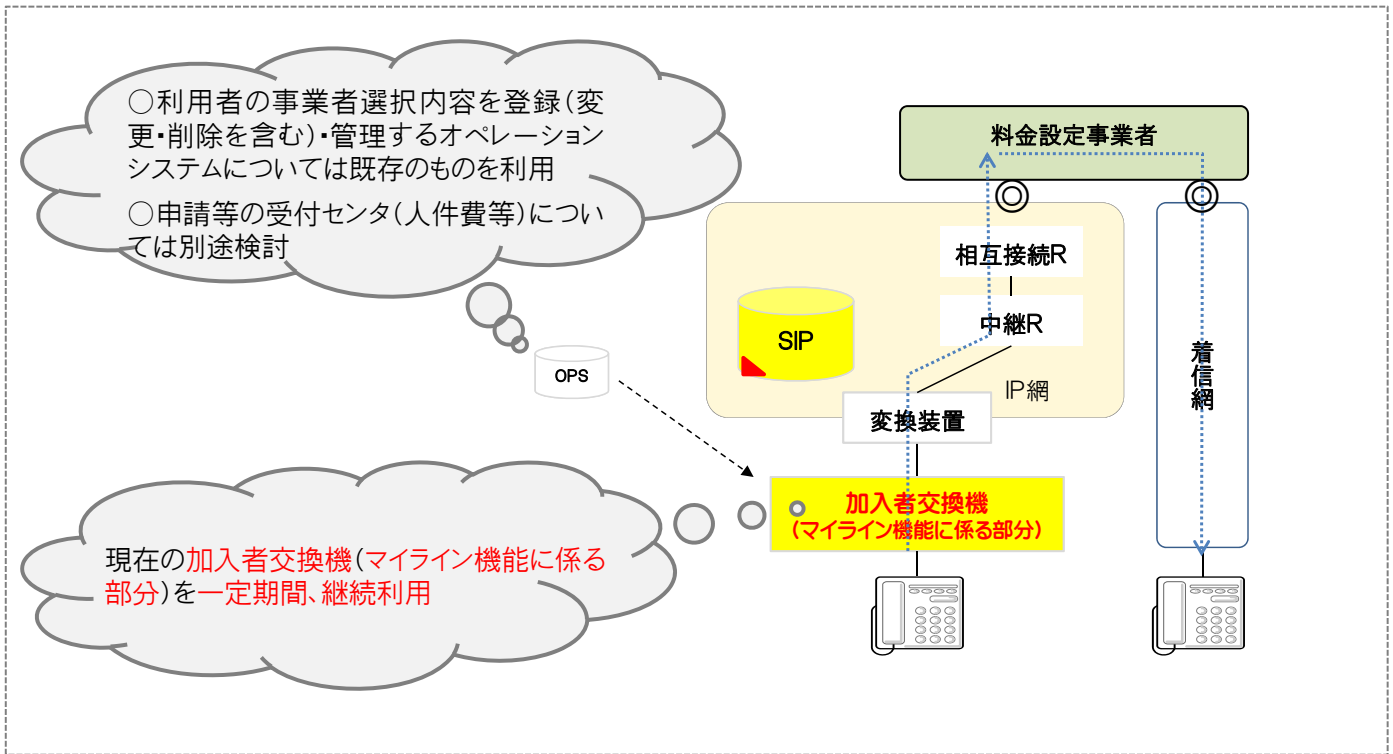 ○利用者の事業者選択内容を登録(変
更・削除を含む)・管理するオペレーション
システムについては既存のものを利用
○申請等の受付センタ(人件費等)につい
ては別途検討
料金設定事業者
相互接続R
中継R
SIP
IP網
着信網
OPS
変換装置
加入者交換機
(マイライン機能に係る部分)
現在の加入者交換機(マイライン機能に係る
部分)を一定期間、継続利用